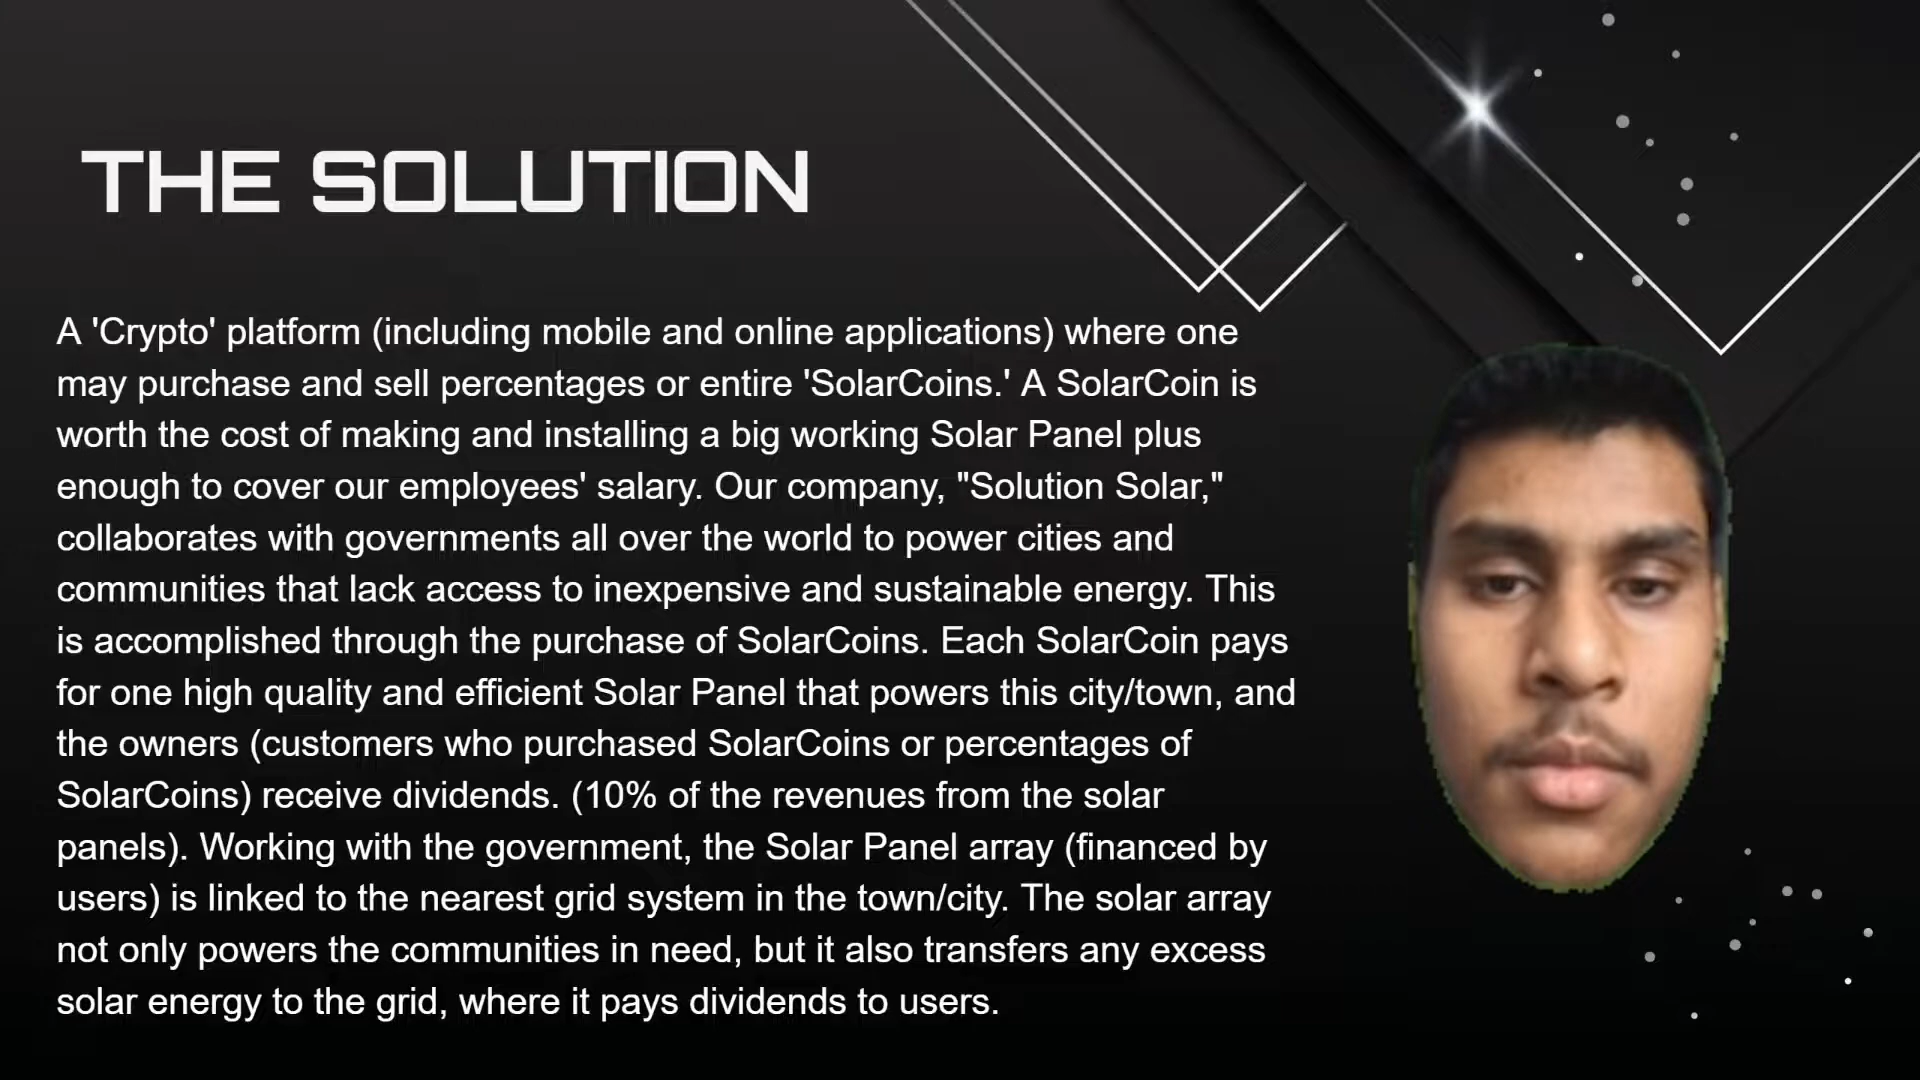 THE SOLUTION
A 'Crypto' platform (including mobile and online applications) where one
may purchase and sell percentages or entire 'SolarCoins.' A SolarCoin is
worth the cost of making and installing a big working Solar Panel plus
enough to cover our employees' salary. Our company, "Solution Solar,"
collaborates with governments all over the world to power cities and
communities that lack access to inexpensive and sustainable energy. This
is accomplished through the purchase of SolarCoins. Each SolarCoin pays
for one high quality and efficient Solar Panel that powers this city/town, and
the owners (customers who purchased SolarCoins or percentages of
SolarCoins) receive dividends. (10% of the revenues from the solar
panels). Working with the government, the Solar Panel array (financed by
users) is linked to the nearest grid system in the town/city. The solar array
not only powers the communities in need, but it also transfers any excess
solar energy to the grid, where it pays dividends to users.